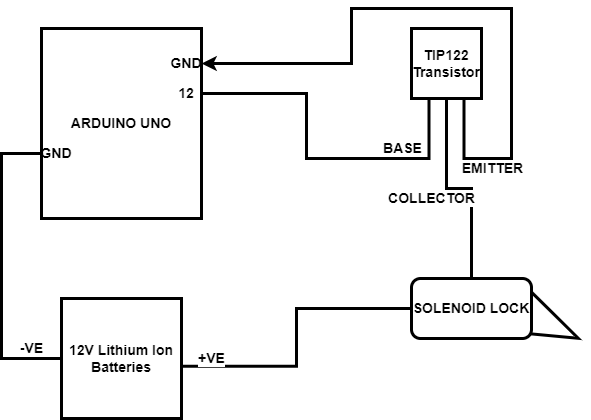 TIP122
Transistor
GND
12
ARDUINO UNO
GND
BASE
EMITTER
COLLECTOR
SOLENOID LOCK
-VE
12V Lithium Ion
Batteries
+VE